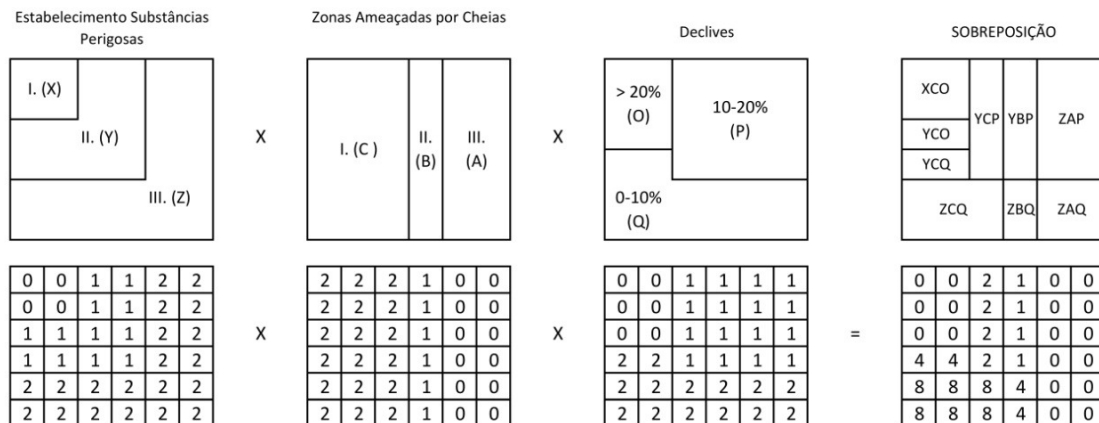 Estabelecimento Substâncias
Perigosas
Zonas Ameaçadas por Cheias
Declives
SOBREPOSIÇÃO
I. (X)
II. (Y)
III. (Z)
X
I. (C )
II.
(B)
III.
(A)
X
> 20%
(O)
10-20%
(P)
0-10%
(Q)
XCO
YCO
YCQ
YCP
YBP
ZAP
ZCQ
ZBQ
ZAQ
0 0 1 1 2 2
0 0 1 1 2 2
1 1 1 1 2 2
1 1 1 1 2 2
2 2 2 2 2 2
2 2 2 2 2 2
X
2 2 2 1 0 0
2 2 2 1 0 0
2 2 2 1 0 0
2 2 2 1 0 0
2 2 2 1 0 0
2 2 2 1 0 0
X
0 0 1 1 1 1
0 0 1 1 1 1
0 0 1 1 1 1
2 2 1 1 1 1
2 2 2 2 2 2
2 2 2 2 2 2
=
0 0 2 1 0 0
0 0 2 1 0 0
0 0 2 1 0 0
4 4 2 1 0 0
8 8 8 4 0 0
8 8 8 4 0 0